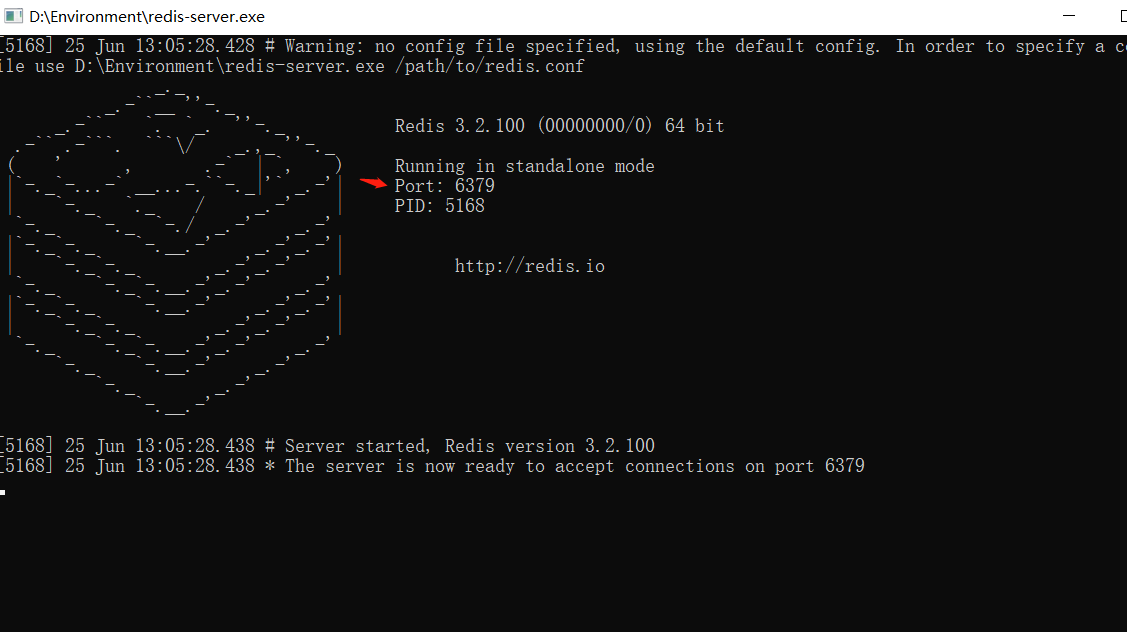 D:\Environment\redis-server.exe
[5168] 25 Jun 13:05:28.428 # Warning: no config file specified, using the default config. In order to specify a
ile use D:\Environment\redis-server.exe /path/to/redis.conf
Redis 3.2.100 (00000000/0) 64 bit
Running in standalone mode
Port: 6379
PID: 5168
http://redis.io
[5168] 25 Jun 13:05:28.438 # Server started, Redis version 3.2.100
[5168] 25 Jun 13:05:28.438 * The server is now ready to accept connections on port 6379